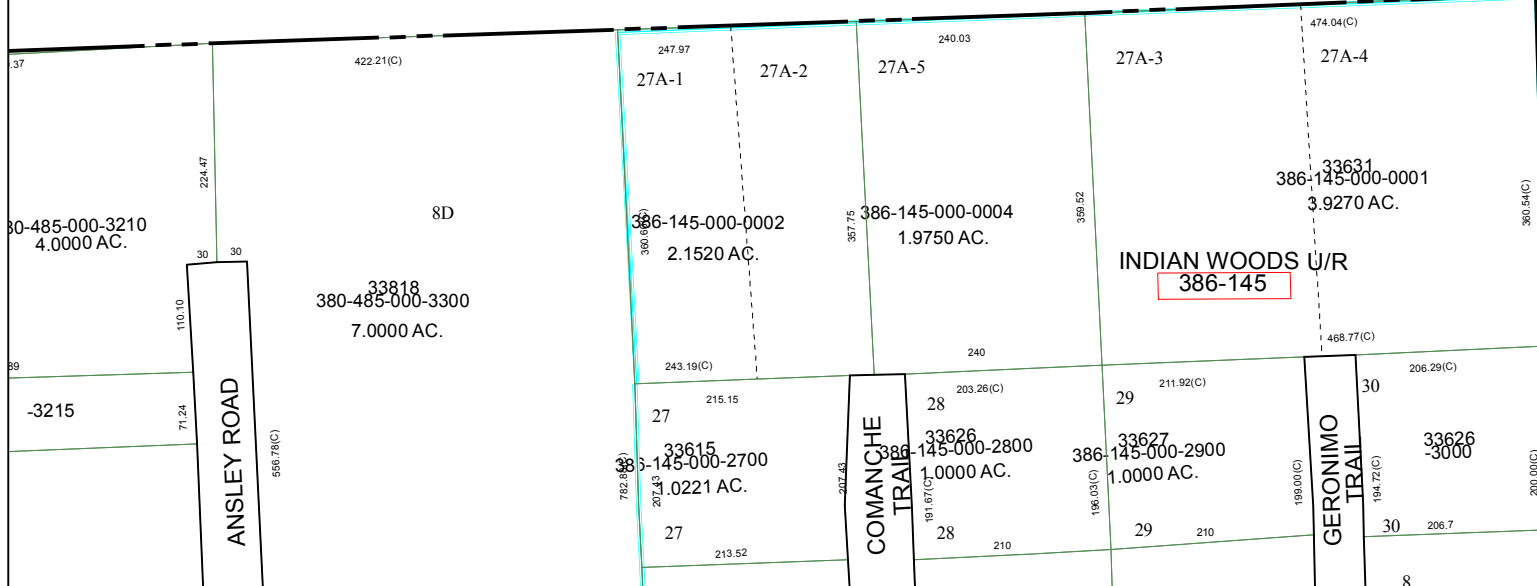 .37
422.21(C)
247.97
240.03
474.04(C)
27A-1
27A-2
27A-5
27A-3
27A-4
224.47
8D
30-485-000-3210
4.0000 AC.
30
30
33818
380-485-000-3300
7.0000 AC.
386-145-000-0002
2.1520 AC.
357.75
386-145-000-0004
1.9750 AC.
359.52
33631
386-145-000-0001
3.9270 AC.
360.54(C)
INDIAN WOODS U/R
386-145
110.10
89
243.19(C)
240
468.77(C)
206.29(C)
-3215
71.24
ANSLEY ROAD
556.78(C)
215.15
27
33615
386-145-000-2700
1.0221 AC.
207.43
27
213.52
207.43
COMANCHE
TRAIL
203.26(C)
28
33626
386-145-000-2800
1.0000 AC.
191.67(C)
28
210
196.03(C)
211.92(C)
29
33627
386-145-000-2900
1.0000 AC.
199.00(C)
29
210
GERONIMO
TRAIL
30
33626
-3000
194.72(C)
200.00(C)
30
206.7
8